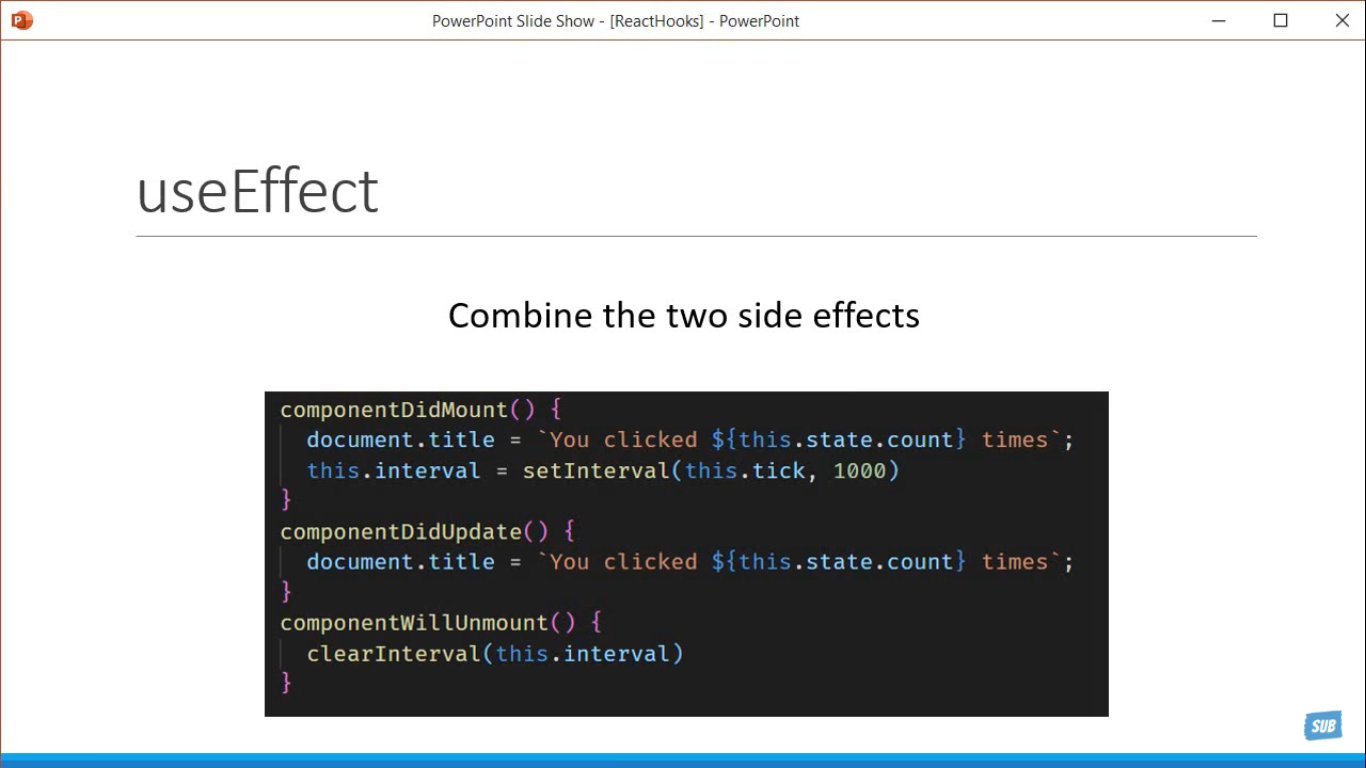 PowerPoint Slide Show - [ReactHooks] - PowerPoint
useEffect
Combine the two side effects
componentDidMount() {
  document.title = `You clicked ${this.state.count} times`;
  this.interval = setInterval(this.tick, 1000)
}
componentDidUpdate() {
  document.title = `You clicked ${this.state.count} times`;
}
componentWillUnmount() {
  clearInterval(this.interval)
}
SUB